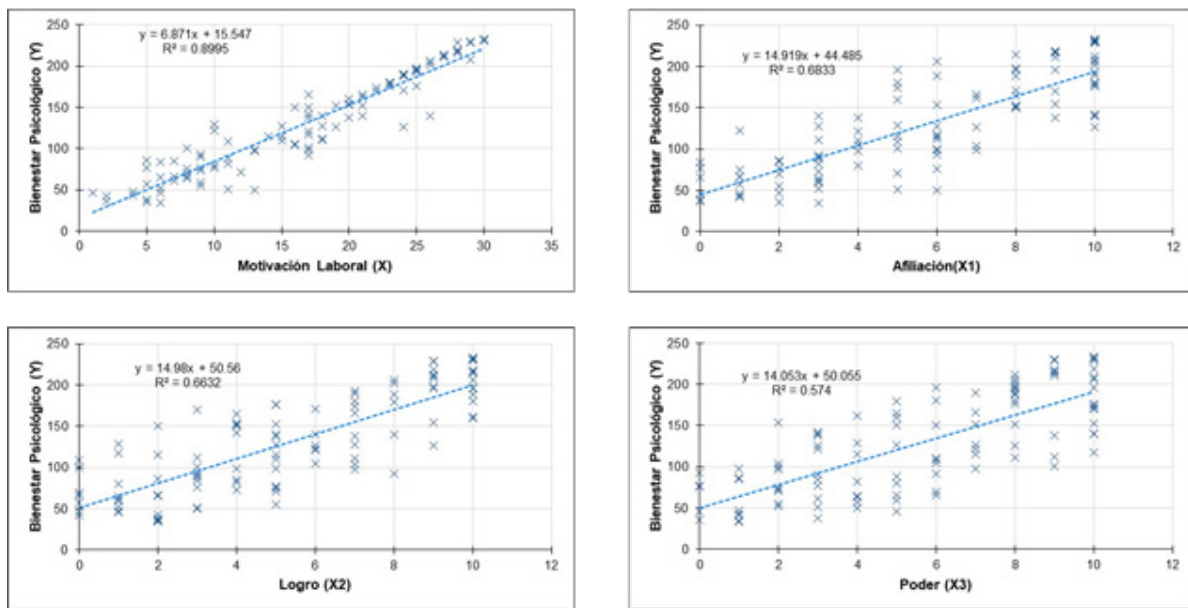 y = 6.871x + 15.547
R² = 0.8995
Bienestar Psicológico (Y)
250
200
150
100
50
0
0 5 10 15 20 25 30 35
Motivación Laboral (X)
y = 14.919x + 44.485
R² = 0.6833
Bienestar Psicológico (Y)
250
200
150
100
50
0
0 2 4 6 8 10 12
Afiliación(X1)
y = 14.98x + 50.56
R² = 0.6632
Bienestar Psicológico (Y)
250
200
150
100
50
0
0 2 4 6 8 10 12
Logro (X2)
y = 14.053x + 50.055
R² = 0.574
Bienestar Psicológico (Y)
250
200
150
100
50
0
0 2 4 6 8 10 12
Poder (X3)